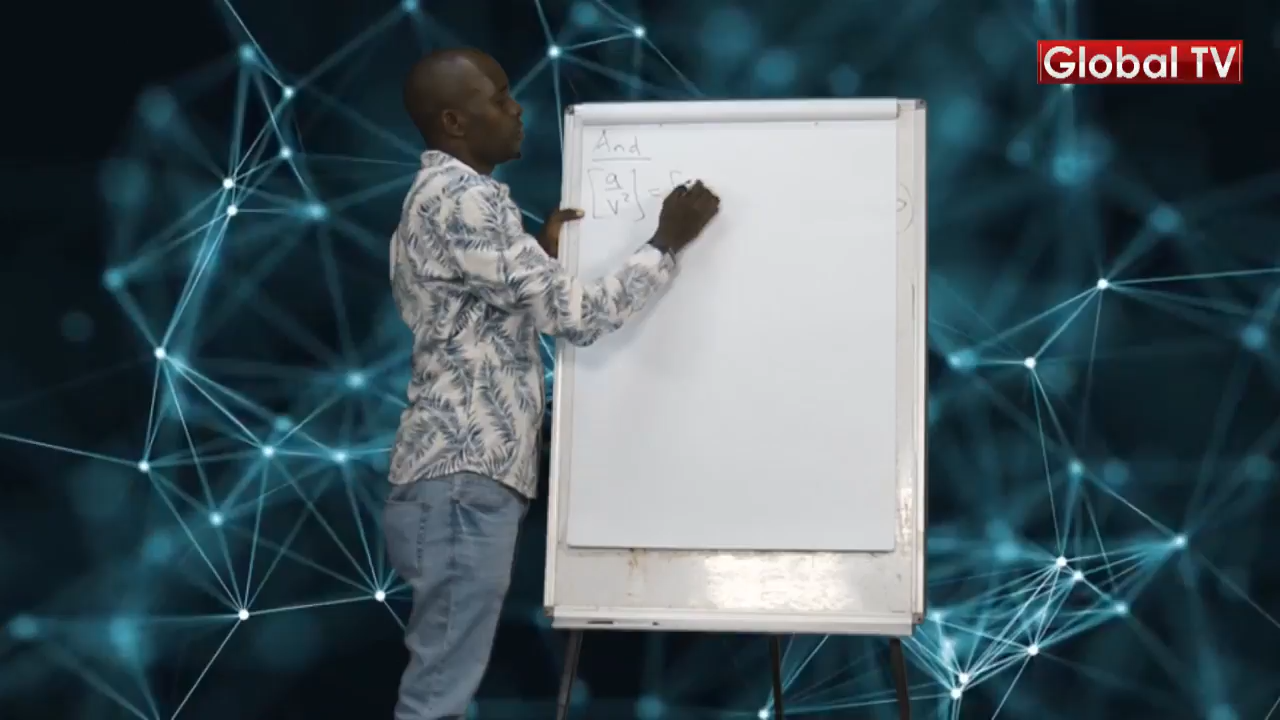 Global TV
And
[a/v²] = [